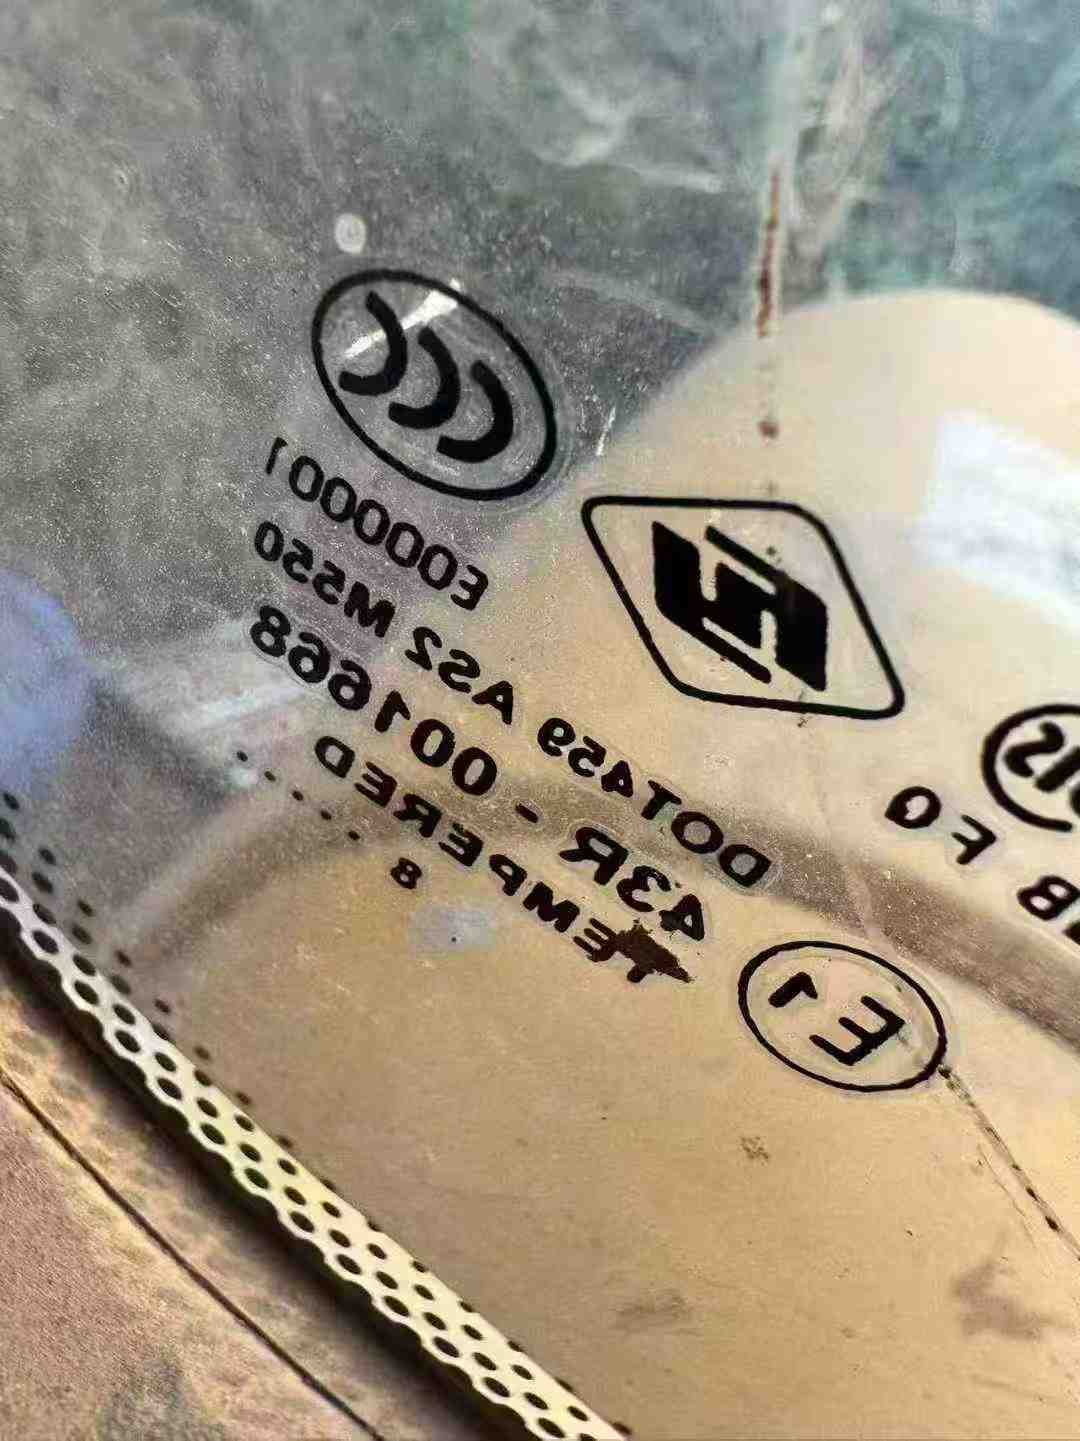 CCC
E000001
H
DOT459 AS2 M550
F Q
43R - 001668
TEMPERED
8 .....
E1